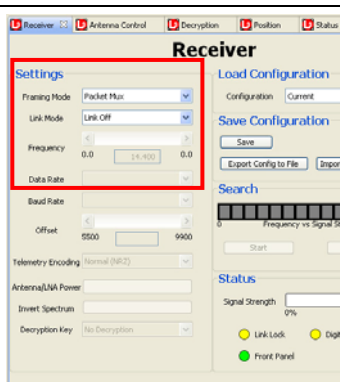 Receiver
Antenna Control
Decryption
Position
Status
Receiver
Settings
Framing Mode Packet Mux
Link Mode Link Off
Frequency
0.0 14.400 0.0
Data Rate
Baud Rate
Offset
5500 9900
Telemetry Encoding Normal (NRZ)
Antenna/LNA Power
Invert Spectrum
Decryption Key No Decryption
Load Configuration
Configuration Current
Save Configuration
Save
Export Config to File Impor
Search
0 Frequency vs Signal St
Start
Status
Signal Strength
0%
Link Lock Digit
Front Panel